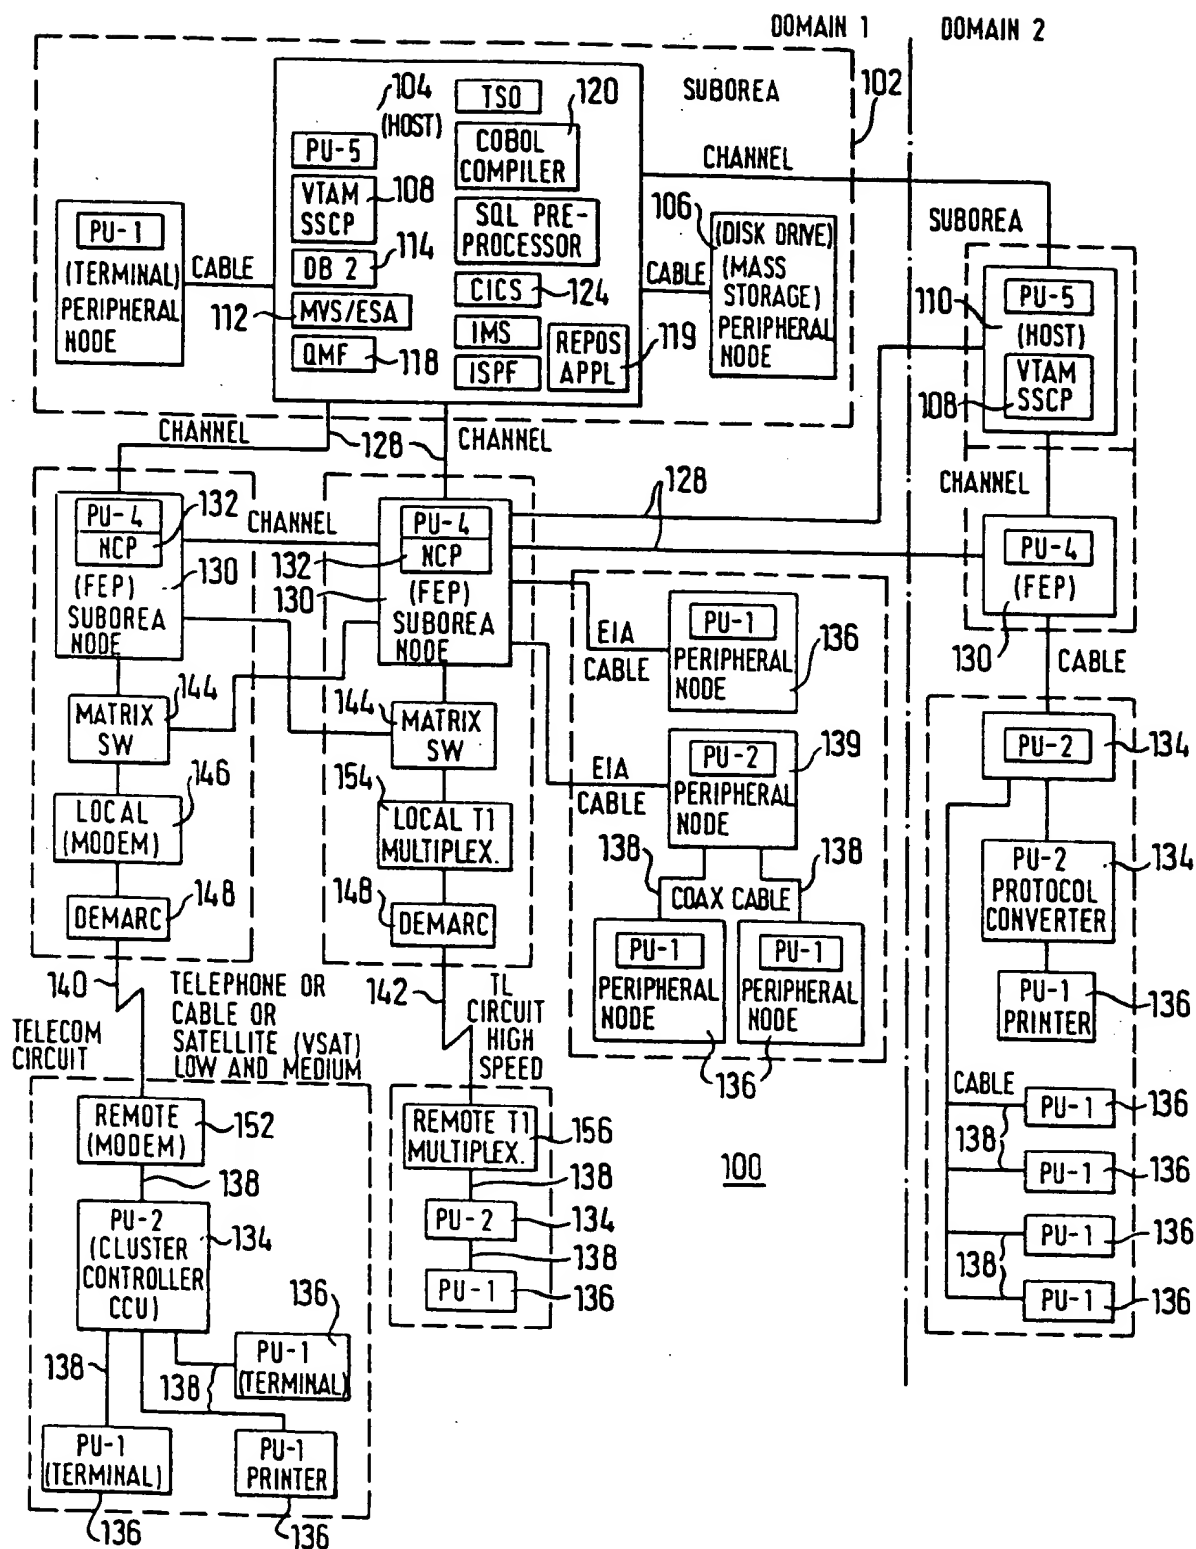 DOMAIN 1
DOMAIN 2
SUBOREA
102
104
(HOST)
PU-5
VTAM
SSCP
108
DB 2
114
112
MVS/ESA
QMF
118
TSO
120
COBOL
COMPILER
SQL PRE-
PROCESSOR
CICS
124
IMS
ISPF
REPOS
APPL
119
PU-1
(TERMINAL)
PERIPHERAL
NODE
CABLE
CABLE
106
(DISK DRIVE)
(MASS
STORAGE)
PERIPHERAL
NODE
CHANNEL
SUBOREA
110
PU-5
(HOST)
VTAM
SSCP
108
CHANNEL
128
CHANNEL
CHANNEL
PU-4
NCP
132
(FEP)
130
SUBOREA
NODE
CHANNEL
PU-4
NCP
132
130
(FEP)
SUBOREA
NODE
128
PU-4
(FEP)
130
CABLE
MATRIX
SW
144
LOCAL
(MODEM)
146
DEMARC
148
144
MATRIX
SW
154
LOCAL T1
MULTIPLEX.
148
DEMARC
EIA
CABLE
PU-1
PERIPHERAL
NODE
136
EIA
CABLE
PU-2
PERIPHERAL
NODE
139
138
138
COAX CABLE
PU-1
PERIPHERAL
NODE
PU-1
PERIPHERAL
NODE
136
PU-2
134
PU-2
PROTOCOL
CONVERTER
134
PU-1
PRINTER
136
CABLE
138
PU-1
136
PU-1
136
138
PU-1
136
PU-1
136
140
TELECOM
CIRCUIT
TELEPHONE OR
CABLE OR
SATELLITE (VSAT)
LOW AND MEDIUM
142
TL
CIRCUIT
HIGH
SPEED
REMOTE
(MODEM)
152
138
PU-2
(CLUSTER
CONTROLLER
CCU)
134
138
138
136
PU-1
(TERMINAL)
PU-1
(TERMINAL)
136
PU-1
PRINTER
136
REMOTE T1
MULTIPLEX.
156
138
PU-2
134
138
PU-1
136
100